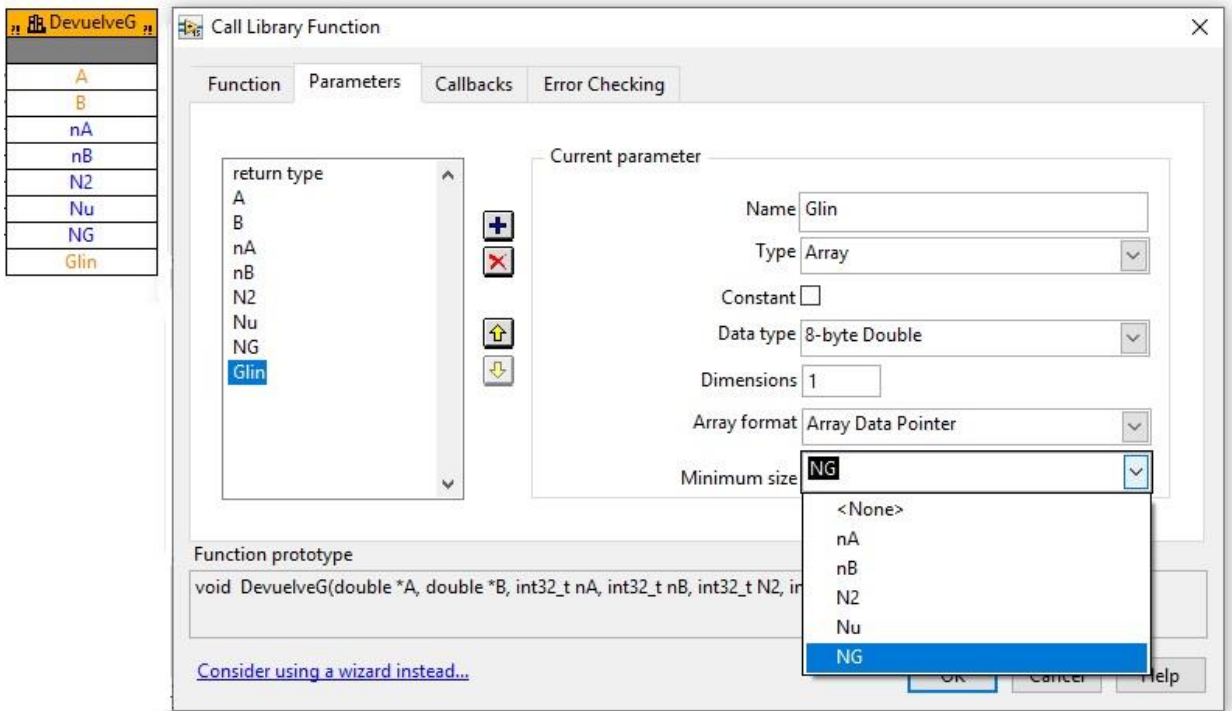 ?! DevuelveG ?!
A
B
nA
nB
N2
Nu
NG
Glin
Call Library Function
Function Parameters Callbacks Error Checking
return type
A
B
nA
nB
N2
Nu
NG
Glin
Current parameter
Name Glin
Type Array
Constant
Data type 8-byte Double
Dimensions 1
Array format Array Data Pointer
Minimum size NG
<None>
nA
nB
N2
Nu
NG
Function prototype
void DevuelveG(double *A, double *B, int32_t nA, int32_t nB, int32_t N2,
Consider using a wizard instead...
OK Cancel Help